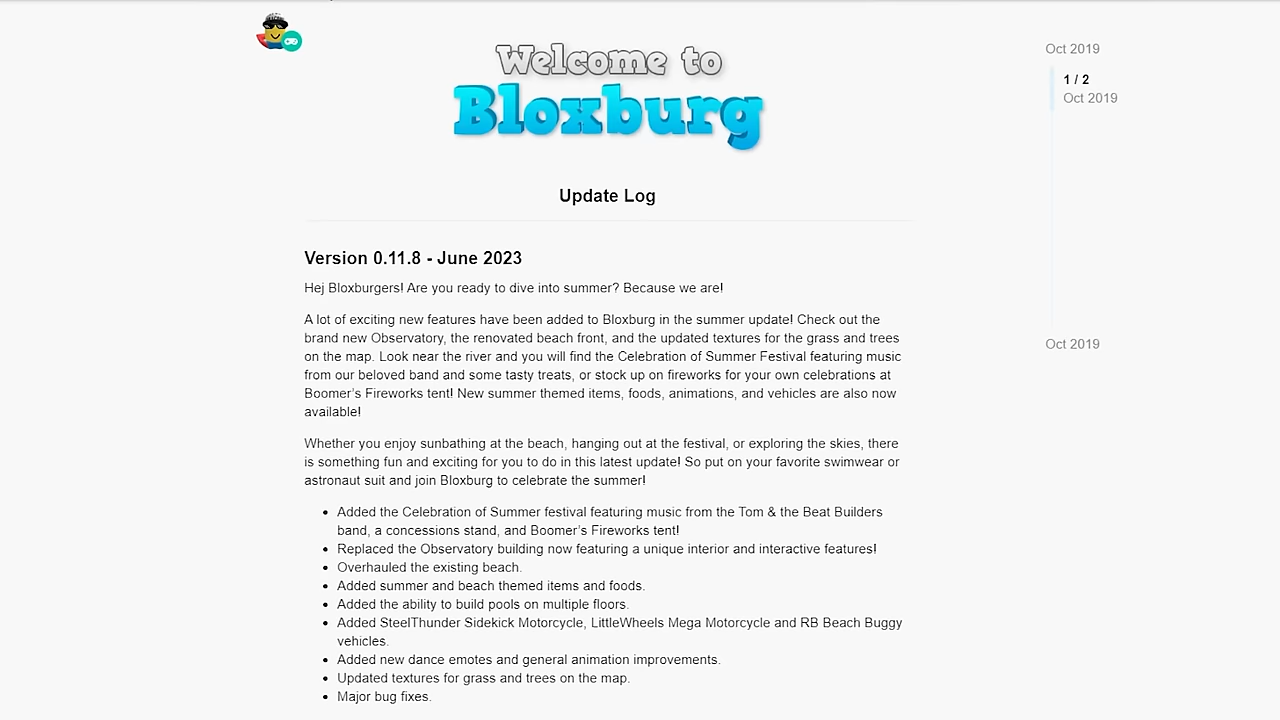 Welcome to
Bloxburg
Oct 2019
1 / 2
Oct 2019
Oct 2019
Update Log
Version 0.11.8 - June 2023
Hej Bloxburgers! Are you ready to dive into summer? Because we are!
A lot of exciting new features have been added to Bloxburg in the summer update! Check out the
brand new Observatory, the renovated beach front, and the updated textures for the grass and trees
on the map. Look near the river and you will find the Celebration of Summer Festival featuring music
from our beloved band and some tasty treats, or stock up on fireworks for your own celebrations at
Boomer's Fireworks tent! New summer themed items, foods, animations, and vehicles are also now
available!
Whether you enjoy sunbathing at the beach, hanging out at the festival, or exploring the skies, there
is something fun and exciting for you to do in this latest update! So put on your favorite swimwear or
astronaut suit and join Bloxburg to celebrate the summer!
• Added the Celebration of Summer festival featuring music from the Tom & the Beat Builders
band, a concessions stand, and Boomer's Fireworks tent!
• Replaced the Observatory building now featuring a unique interior and interactive features!
• Overhauled the existing beach.
• Added summer and beach themed items and foods.
• Added the ability to build pools on multiple floors.
• Added SteelThunder Sidekick Motorcycle, LittleWheels Mega Motorcycle and RB Beach Buggy
vehicles.
• Added new dance emotes and general animation improvements.
• Updated textures for grass and trees on the map.
• Major bug fixes.